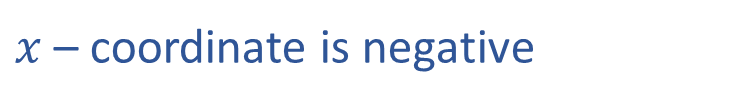 𝑥 – coordinate is negative